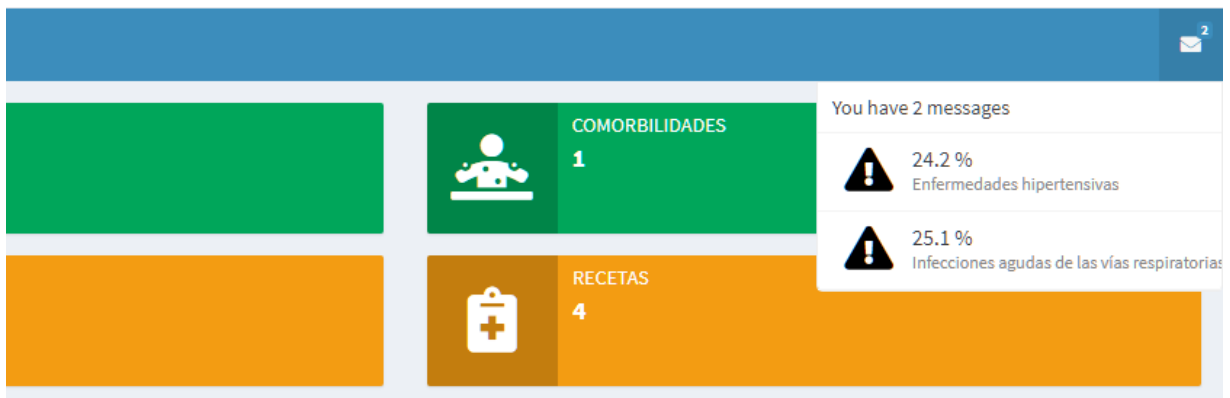 2
COMORBILIDADES
1
You have 2 messages
24.2 %
Enfermedades hipertensivas
25.1 %
Infecciones agudas de las vías respiratorias
RECETAS
4